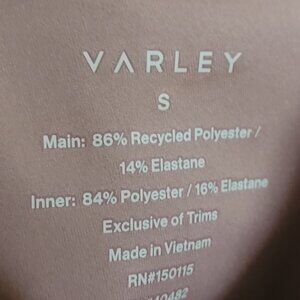 VARLEY
S
Main: 86% Recycled Polyester /
14% Elastane
Inner: 84% Polyester / 16% Elastane
Exclusive of Trims
Made in Vietnam
RN#150115